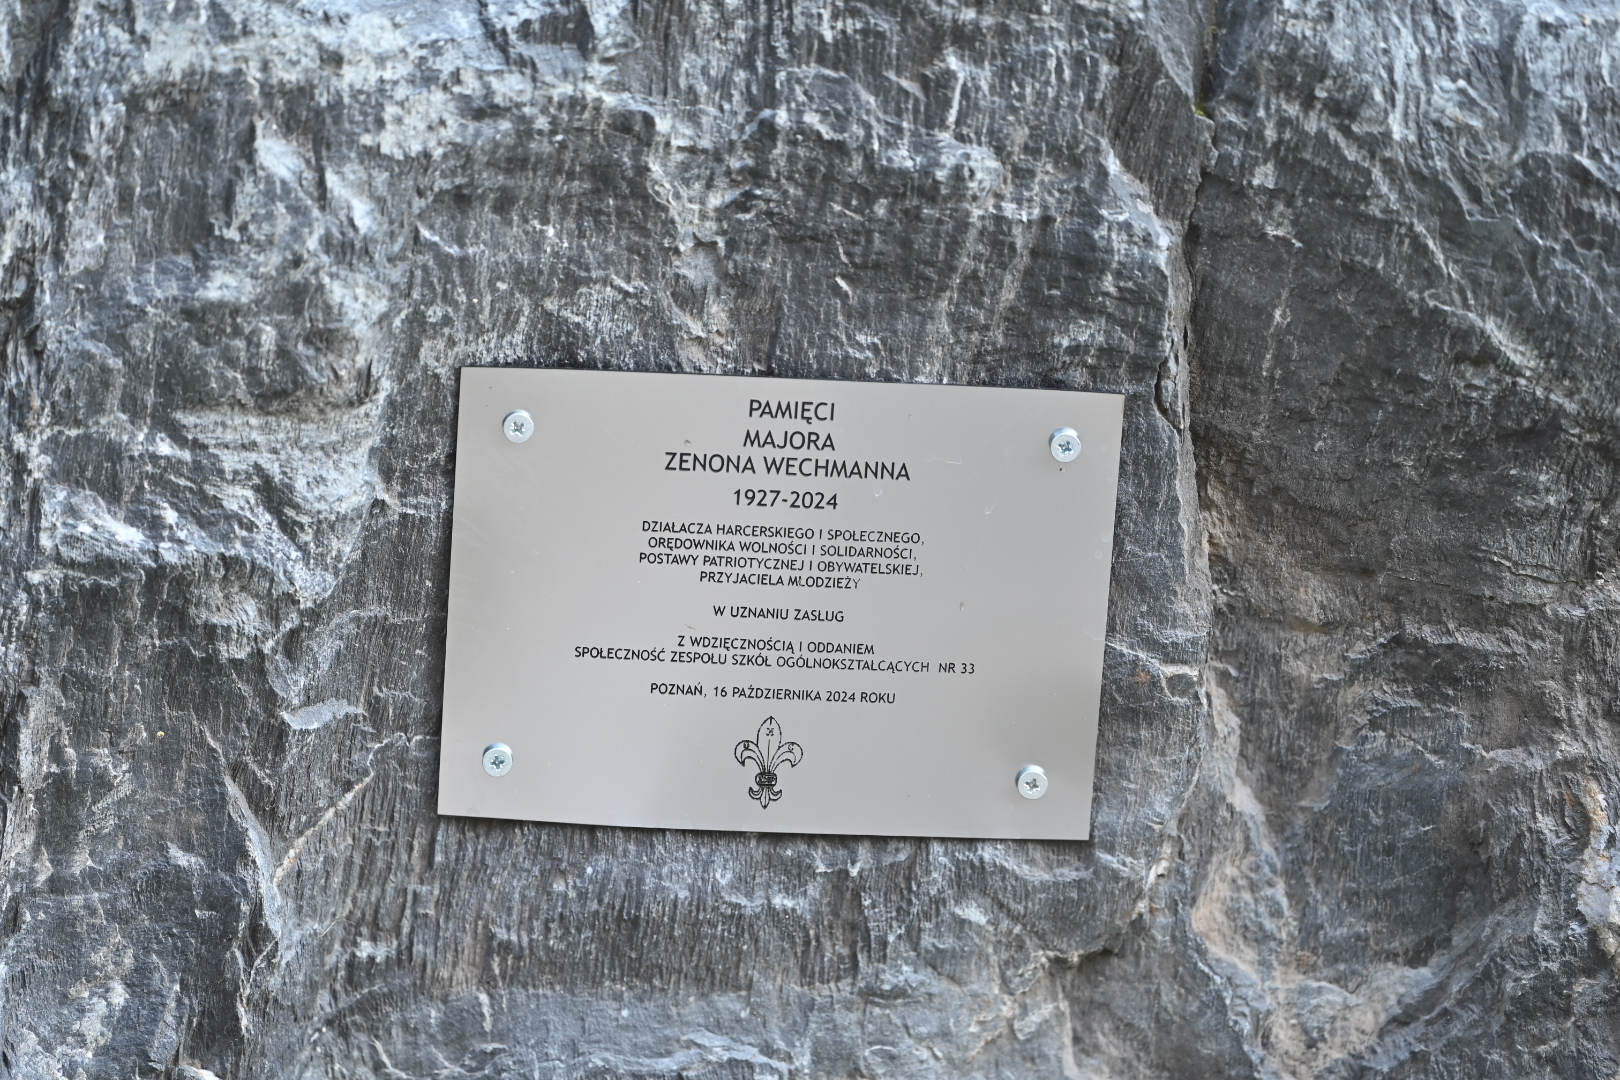 PAMIĘCI
MAJORA
ZENONA WECHMANNA
1927-2024
DZIAŁACZA HARCERSKIEGO I SPOŁECZNEGO,
ORĘDOWNIKA WOLNOŚCI I SOLIDARNOŚCI,
POSTAWY PATRIOTYCZNEJ I OBYWATELSKIEJ,
PRZYJACIELA MŁODZIEŻY
W UZNANIU ZASŁUG
Z WDZIĘCZNOŚCIĄ I ODDANIEM
SPOŁECZNOŚĆ ZESPOŁU SZKÓŁ OGÓLNOKSZTAŁCĄCYCH NR 33
POZNAŃ, 16 PAŹDZIERNIKA 2024 ROKU